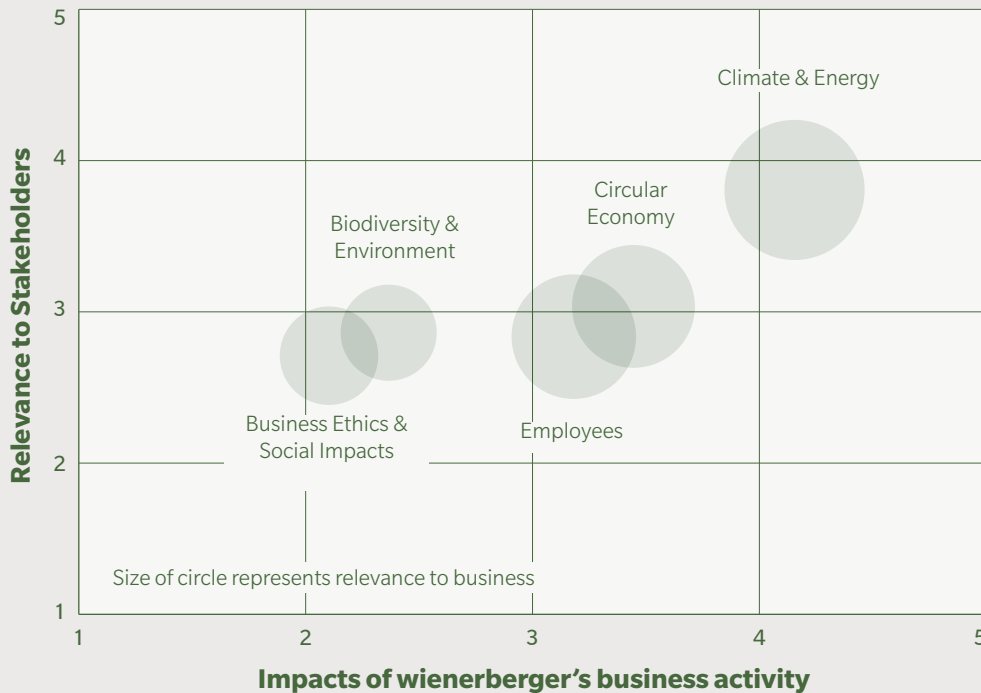 5
Climate & Energy
4
Circular
Economy
Biodiversity &
Environment
3
Business Ethics &
Social Impacts
Employees
2
Size of circle represents relevance to business
1
1 2 3 4 5
Relevance to Stakeholders
Impacts of wienerberger’s business activity